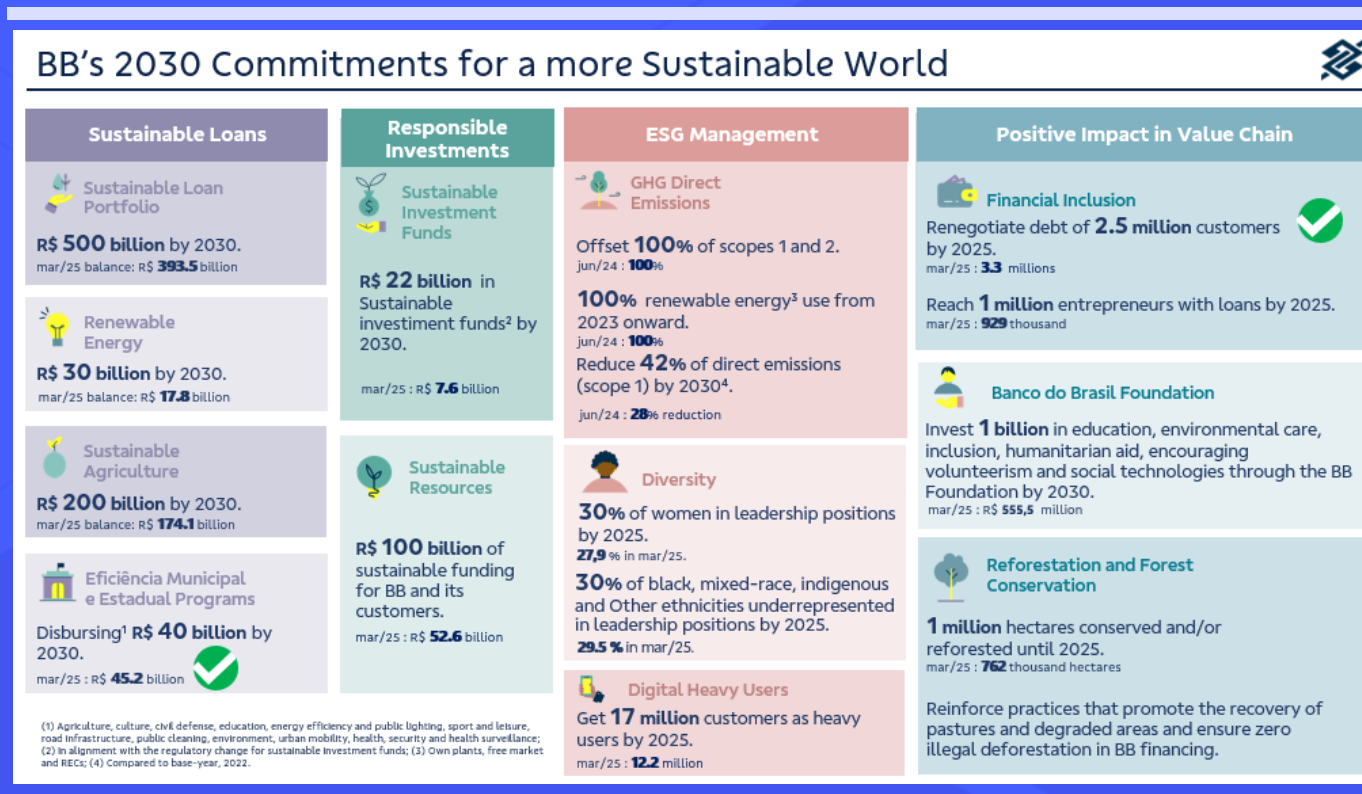 BB's 2030 Commitments for a more Sustainable World
Sustainable Loans
Sustainable Loan
Portfolio
R$ 500 billion by 2030.
mar/25 balance: R$ 393.5 billion
Renewable
Energy
R$ 30 billion by 2030.
mar/25 balance: R$ 17.8 billion
Sustainable
Agriculture
R$ 200 billion by 2030.
mar/25 balance: R$ 174.1 billion
Eficiência Municipal
e Estadual Programs
Disbursing¹ R$ 40 billion by
2030.
mar/25 : R$ 45.2 billion
(1) Agriculture, culture, civil defense, education, energy efficiency and public lighting, sport and leisure,
road infrastructure, public cleaning, environment, urban mobility, health, security and health surveillance;
(2) In alignment with the regulatory change for sustainable investment funds; (3) Own plants, free market
and RECs; (4) Compared to base-year, 2022.
Responsible
Investments
Sustainable
Investment
Funds
R$ 22 billion in
Sustainable
investiment funds² by
2030.
mar/25 : R$ 7.6 billion
Sustainable
Resources
R$ 100 billion of
sustainable funding
for BB and its
customers.
mar/25 : R$ 52.6 billion
ESG Management
GHG Direct
Emissions
Offset 100% of scopes 1 and 2.
jun/24 : 100%
100% renewable energy³ use from
2023 onward.
jun/24 : 100%
Reduce 42% of direct emissions
(scope 1) by 2030⁴.
jun/24 : 28% reduction
Diversity
30% of women in leadership positions
by 2025.
27,9 % in mar/25.
30% of black, mixed-race, indigenous
and Other ethnicities underrepresented
in leadership positions by 2025.
29.5 % in mar/25.
Digital Heavy Users
Get 17 million customers as heavy
users by 2025.
mar/25 : 12.2 million
Positive Impact in Value Chain
Financial Inclusion
Renegotiate debt of 2.5 million customers
by 2025.
mar/25 : 3.3 millions
Reach 1 million entrepreneurs with loans by 2025.
mar/25 : 929 thousand
Banco do Brasil Foundation
Invest 1 billion in education, environmental care,
inclusion, humanitarian aid, encouraging
volunteerism and social technologies through the BB
Foundation by 2030.
mar/25 : R$ 555,5 million
Reforestation and Forest
Conservation
1 million hectares conserved and/or
reforested until 2025.
mar/25 : 762 thousand hectares
Reinforce practices that promote the recovery of
pastures and degraded areas and ensure zero
illegal deforestation in BB financing.